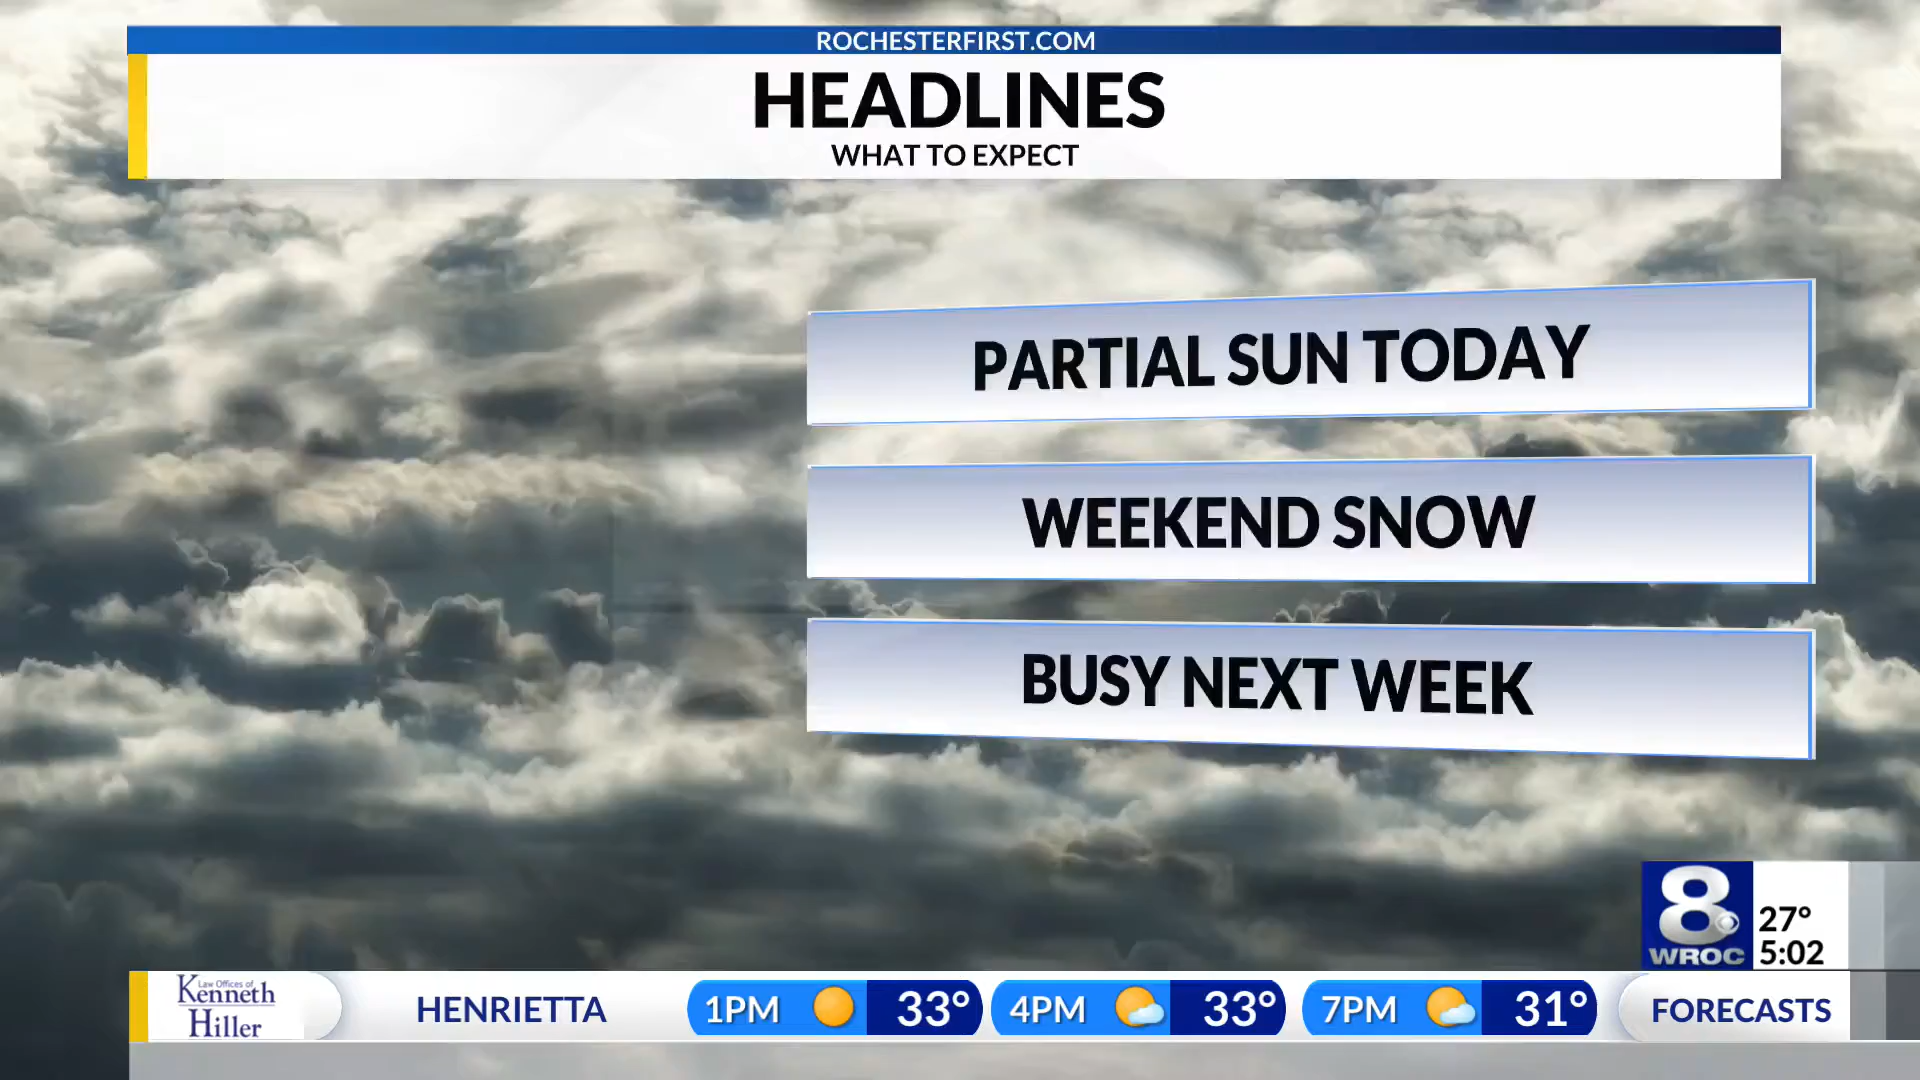 ROCHESTERFIRST.COM
HEADLINES
WHAT TO EXPECT
PARTIAL SUN TODAY
WEEKEND SNOW
BUSY NEXT WEEK
8
WROC
27°
5:02
Law Offices of
Kenneth
Hiller
HENRIETTA
1PM 33°
4PM 33°
7PM 31°
FORECASTS